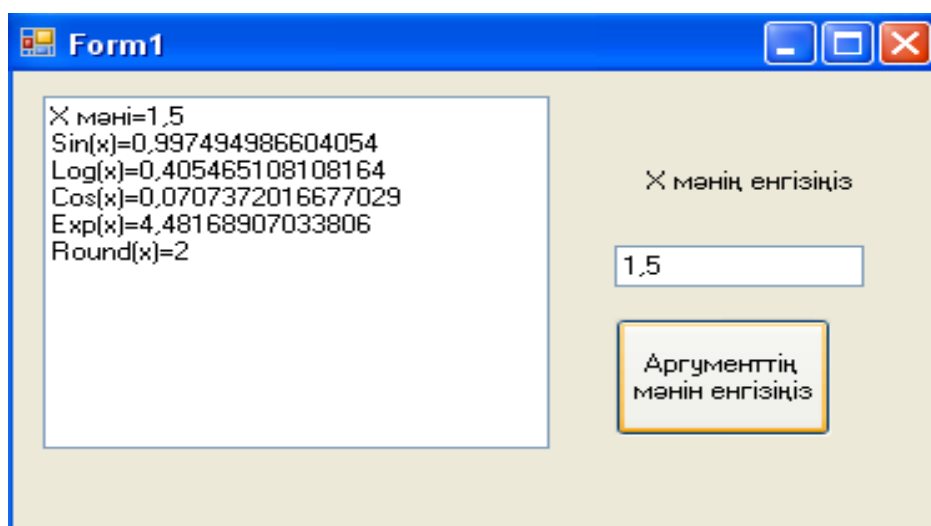 Form1
X мәні=1,5
Sin(x)=0,997494986604054
Log(x)=0,405465108108164
Cos(x)=0,0707372016677029
Exp(x)=4,48168907033806
Round(x)=2
X мәнің енгізіңіз
1,5
Аргументтің
мәнін енгізіңіз